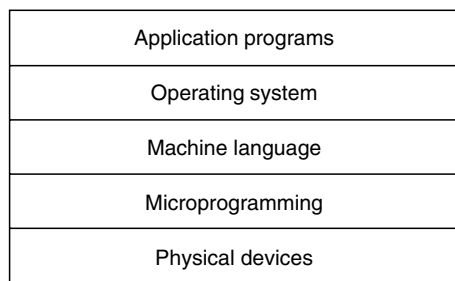 Application programs
Operating system
Machine language
Microprogramming
Physical devices